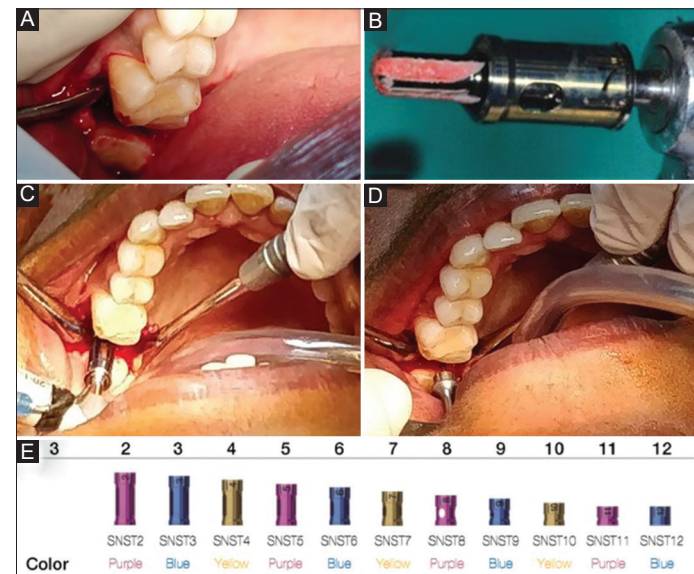 A
B
C
D
E 3 2 3 4 5 6 7 8 9 10 11 12
SNST2 SNST3 SNST4 SNST5 SNST6 SNST7 SNST8 SNST9 SNST10 SNST11 SNST12
Color Purple Blue Yellow Purple Blue Yellow Purple Blue Yellow Purple Blue